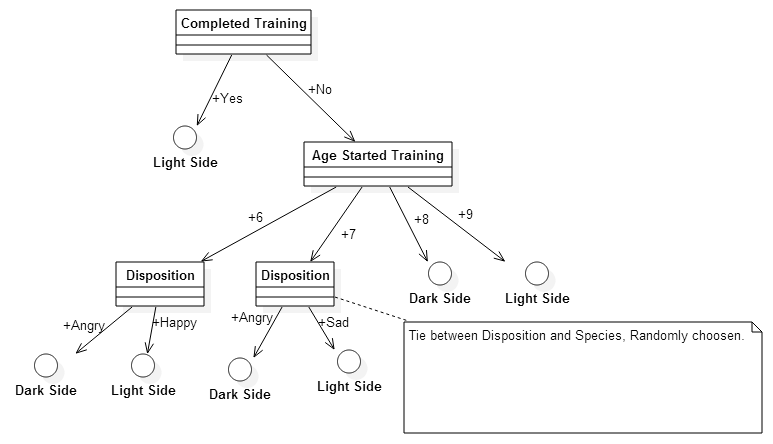 Completed Training
+Yes
+No
Light Side
Age Started Training
+6
+7
+8
+9
Disposition
Disposition
Dark Side
Light Side
+Angry
+Happy
+Angry
+Sad
Tie between Disposition and Species, Randomly choosen.
Dark Side
Light Side
Dark Side
Light Side